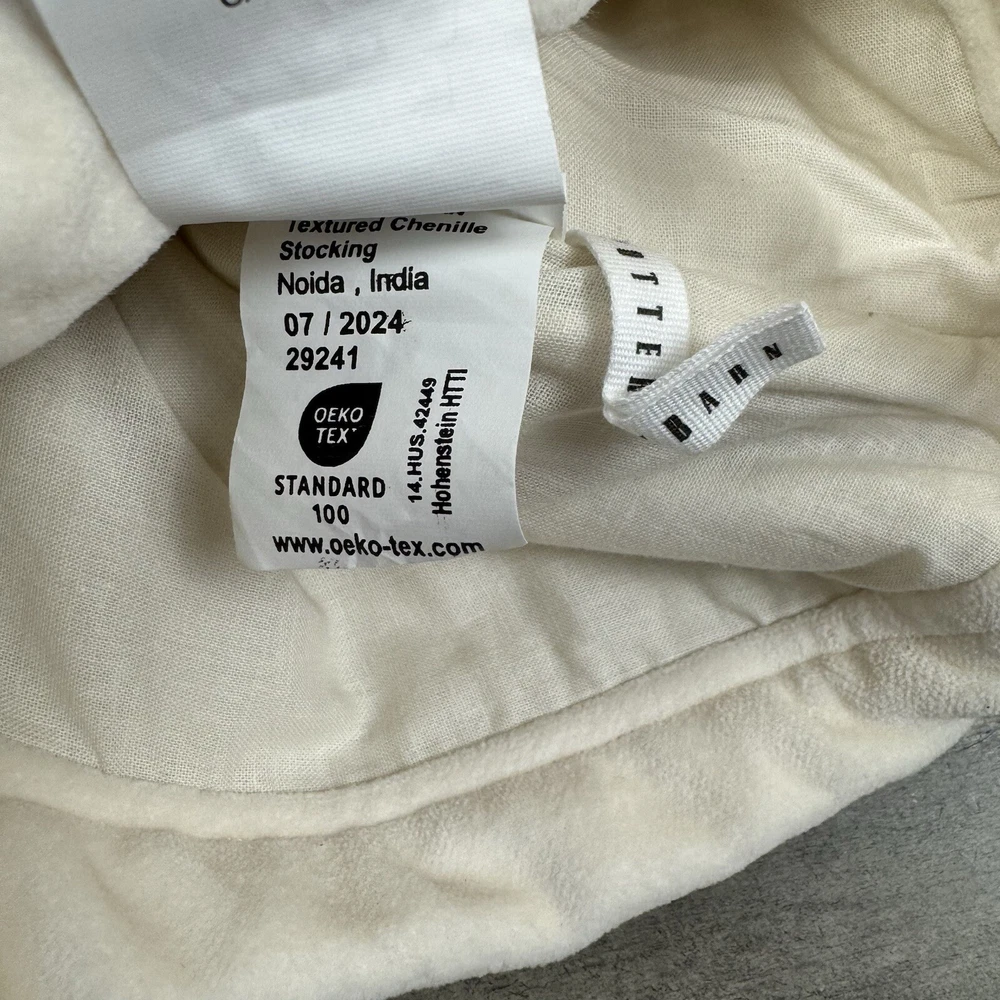 Textured Chenille
Stocking
Noida , India
07 / 2024
29241
OEKO
TEX
STANDARD
100
14.HUS.42449
Hohenstein HTTI
www.oeko-tex.com
OTTER
BARN